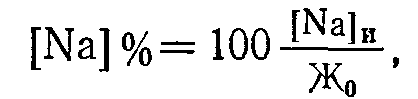 [Na] % = 100 [Na]н / Ж₀ ,